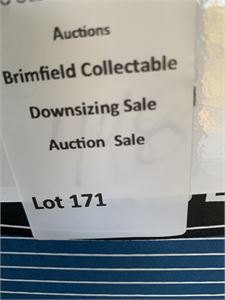 Auctions
Brimfield Collectable
Downsizing Sale
Auction Sale
Lot 171